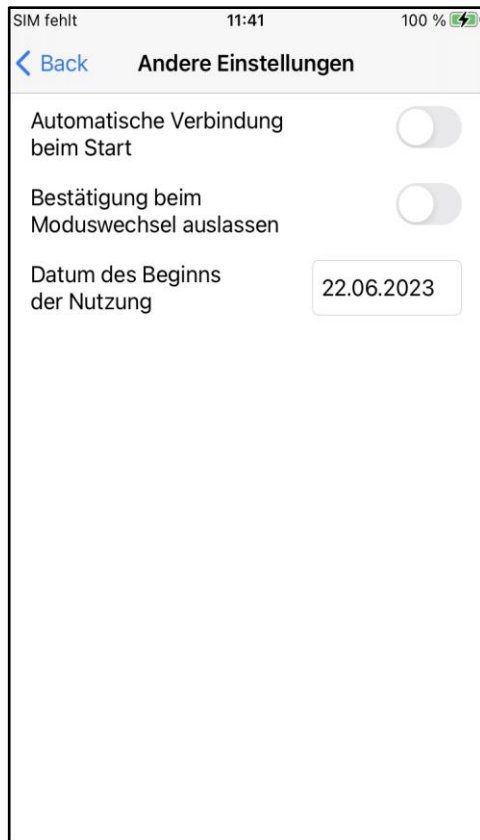 SIM fehlt 11:41 100 %
Back Andere Einstellungen
Automatische Verbindung
beim Start
Bestätigung beim
Moduswechsel auslassen
Datum des Beginns
der Nutzung
22.06.2023